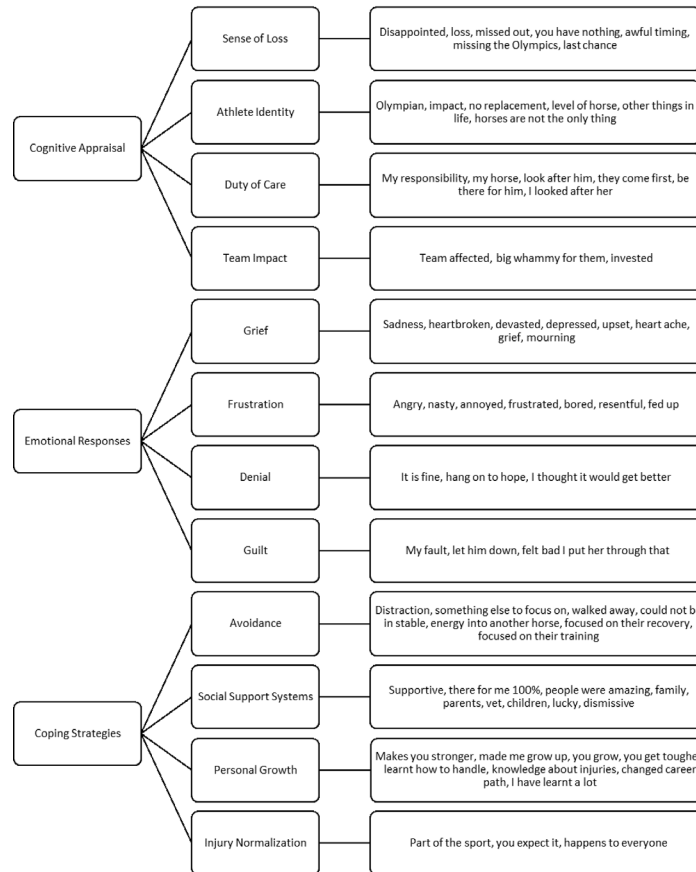 Cognitive Appraisal
Sense of Loss
Disappointed, loss, missed out, you have nothing, awful timing,
missing the Olympics, last chance
Athlete Identity
Olympian, impact, no replacement, level of horse, other things in
life, horses are not the only thing
Duty of Care
My responsibility, my horse, look after him, they come first, be
there for him, I looked after her
Team Impact
Team affected, big whammy for them, invested
Emotional Responses
Grief
Sadness, heartbroken, devasted, depressed, upset, heart ache,
grief, mourning
Frustration
Angry, nasty, annoyed, frustrated, bored, resentful, fed up
Denial
It is fine, hang on to hope, I thought it would get better
Guilt
My fault, let him down, felt bad I put her through that
Coping Strategies
Avoidance
Distraction, something else to focus on, walked away, could not b
in stable, energy into another horse, focused on their recovery,
focused on their training
Social Support Systems
Supportive, there for me 100%, people were amazing, family,
parents, vet, children, lucky, dismissive
Personal Growth
Makes you stronger, made me grow up, you grow, you get toughe
learnt how to handle, knowledge about injuries, changed career
path, I have learnt a lot
Injury Normalization
Part of the sport, you expect it, happens to everyone